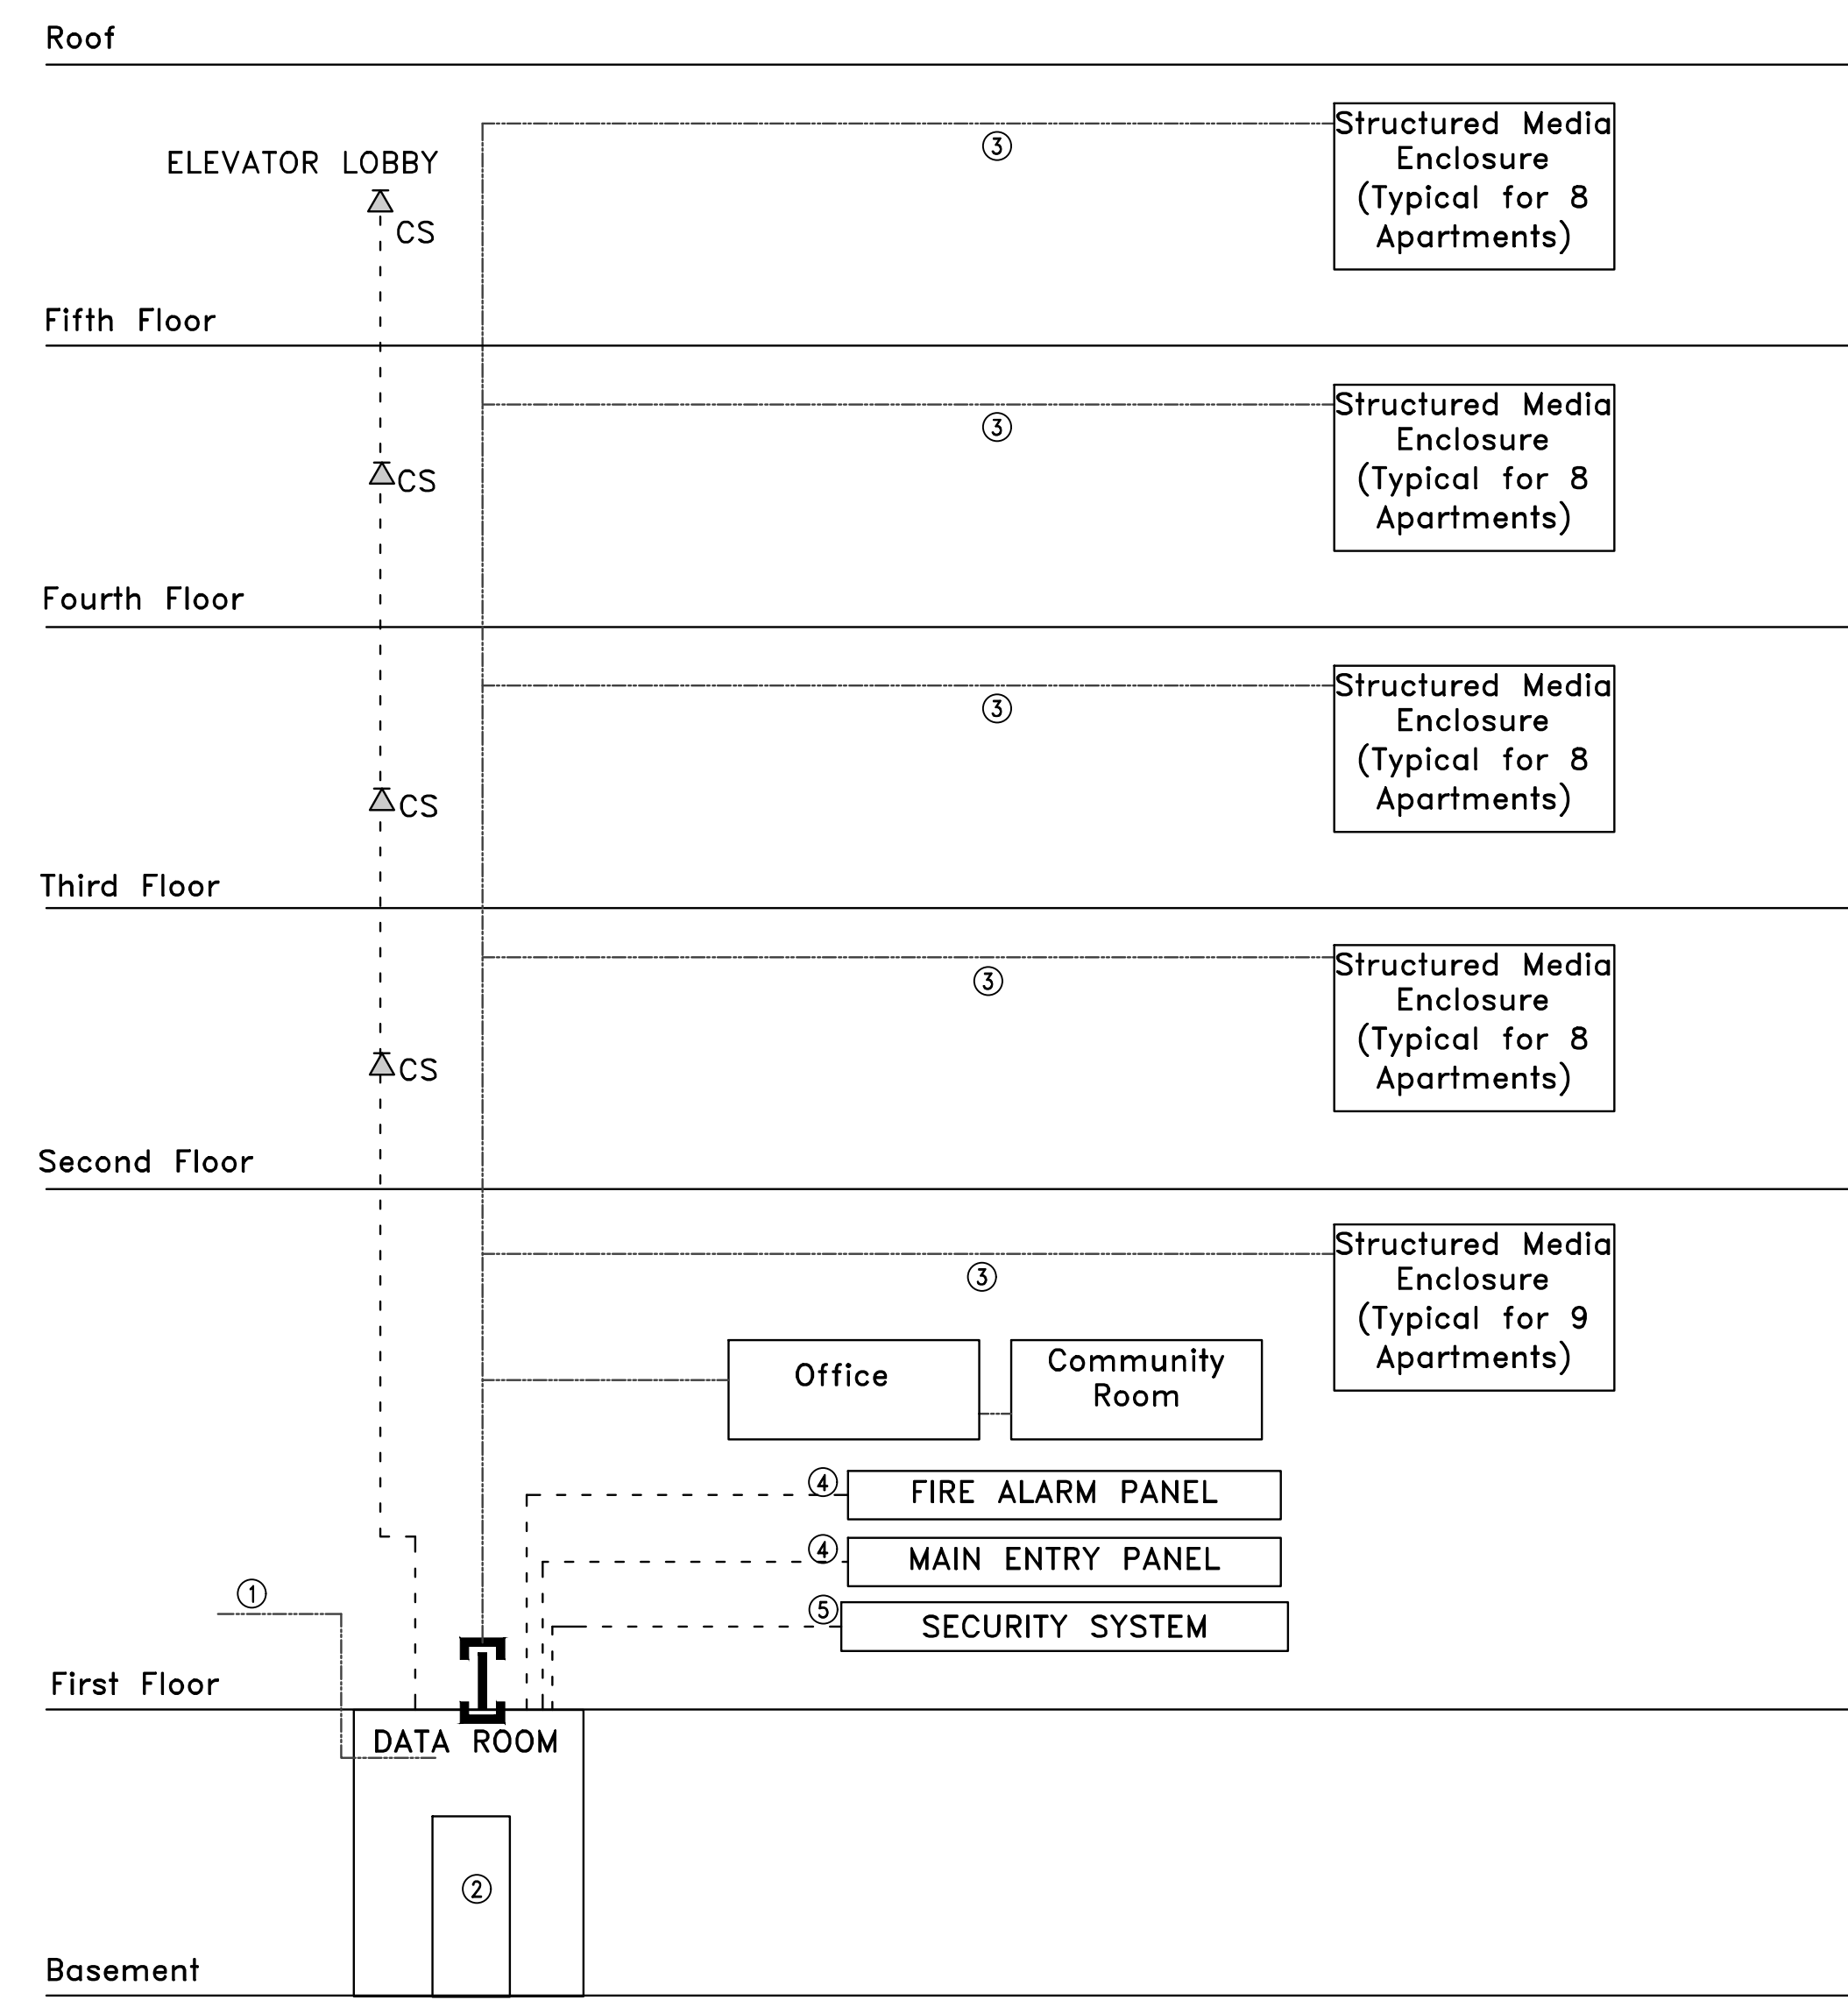 Roof
③
Structured Media
Enclosure
(Typical for 8
Apartments)
ELEVATOR LOBBY
CS
Fifth Floor
③
Structured Media
Enclosure
(Typical for 8
Apartments)
CS
Fourth Floor
③
Structured Media
Enclosure
(Typical for 8
Apartments)
CS
Third Floor
③
Structured Media
Enclosure
(Typical for 8
Apartments)
CS
Second Floor
③
Structured Media
Enclosure
(Typical for 9
Apartments)
Office
Community
Room
④
FIRE ALARM PANEL
④
MAIN ENTRY PANEL
①
⑤
SECURITY SYSTEM
First Floor
DATA ROOM
②
Basement